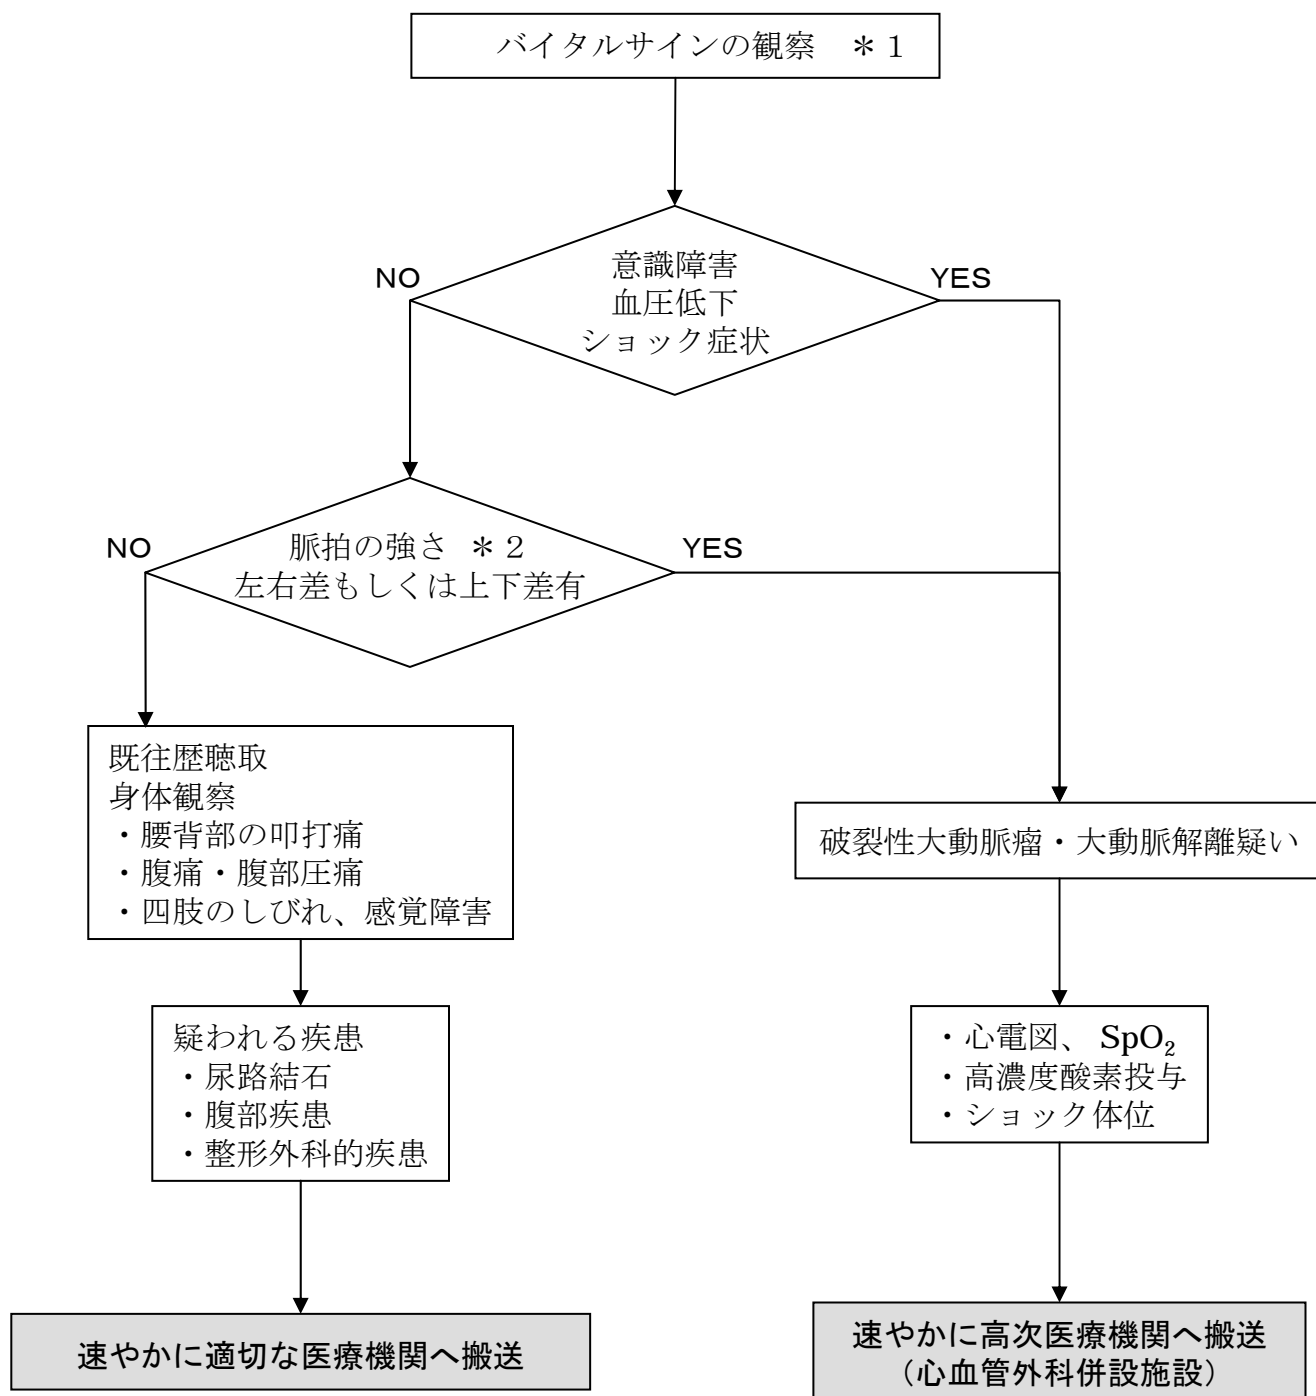 バイタルサインの観察 ＊１
意識障害
血圧低下
ショック症状
NO
YES
脈拍の強さ ＊２
左右差もしくは上下差有
NO
YES
既往歴聴取
身体観察
・腰背部の叩打痛
・腹痛・腹部圧痛
・四肢のしびれ、感覚障害
疑われる疾患
・尿路結石
・腹部疾患
・整形外科的疾患
速やかに適切な医療機関へ搬送
破裂性大動脈瘤・大動脈解離疑い
・心電図、 SpO₂
・高濃度酸素投与
・ショック体位
速やかに高次医療機関へ搬送
（心血管外科併設施設）